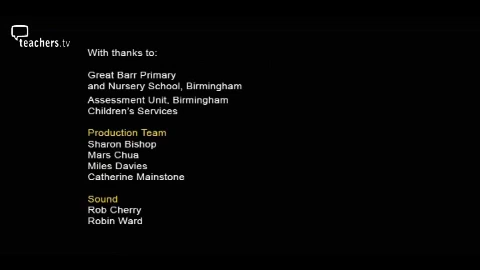 teachers.tv
With thanks to:
Great Barr Primary
and Nursery School, Birmingham
Assessment Unit, Birmingham
Children's Services
Production Team
Sharon Bishop
Mars Chua
Miles Davies
Catherine Mainstone
Sound
Rob Cherry
Robin Ward